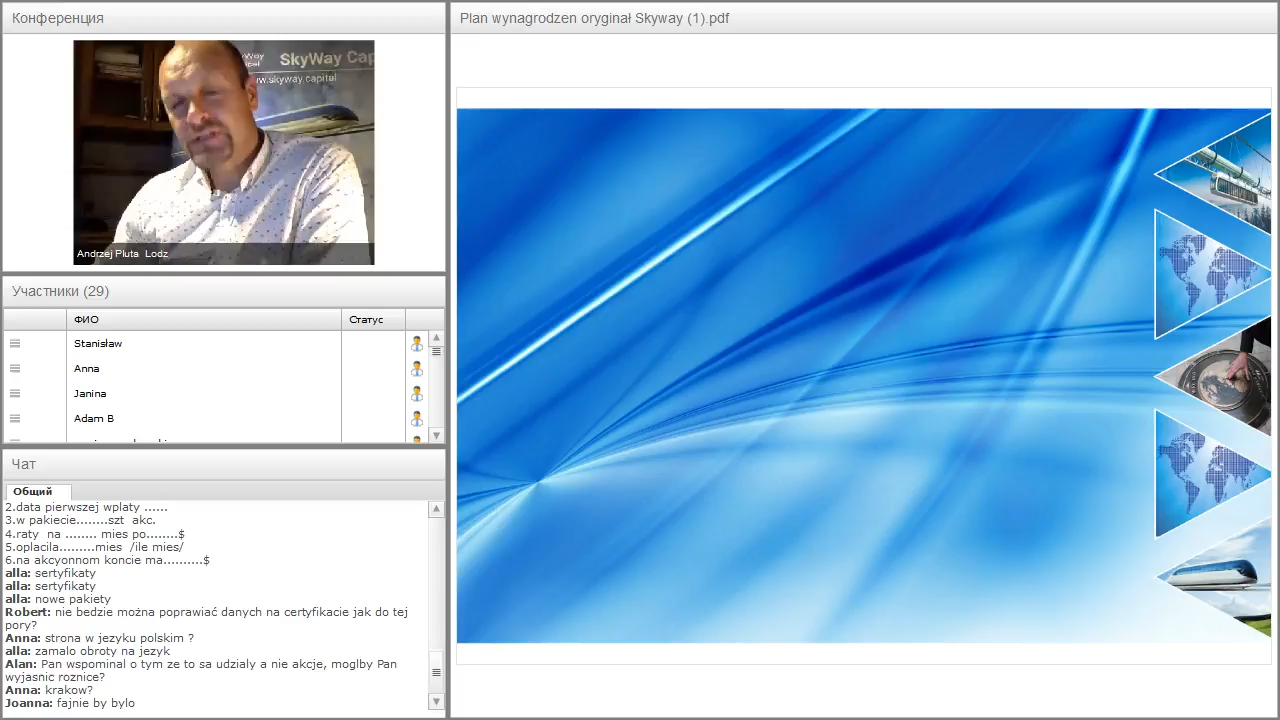 Конференция
Way
SkyWay Cap
www.skyway.capital
Andrzej Pluta Lodz
Участники (29)
ФИО
Статус
Stanisław
Anna
Janina
Adam B
Чат
Общий
2.data pierwszej wplaty ......
3.w pakiecie........szt akc.
4.raty na ........ mies po.......$
5.oplacila.........mies /ile mies/
6.na akcyonnom koncie ma..........$
alla: sertyfikaty
alla: sertyfikaty
alla: nowe pakiety
Robert: nie bedzie można poprawiać danych na certyfikacie jak do tej
pory?
Anna: strona w jezyku polskim ?
alla: zamalo obroty na jezyk
Alan: Pan wspominal o tym ze to sa udzialy a nie akcje, moglby Pan
wyjasnic roznice?
Anna: krakow?
Joanna: fajnie by bylo
Plan wynagrodzen oryginał Skyway (1).pdf